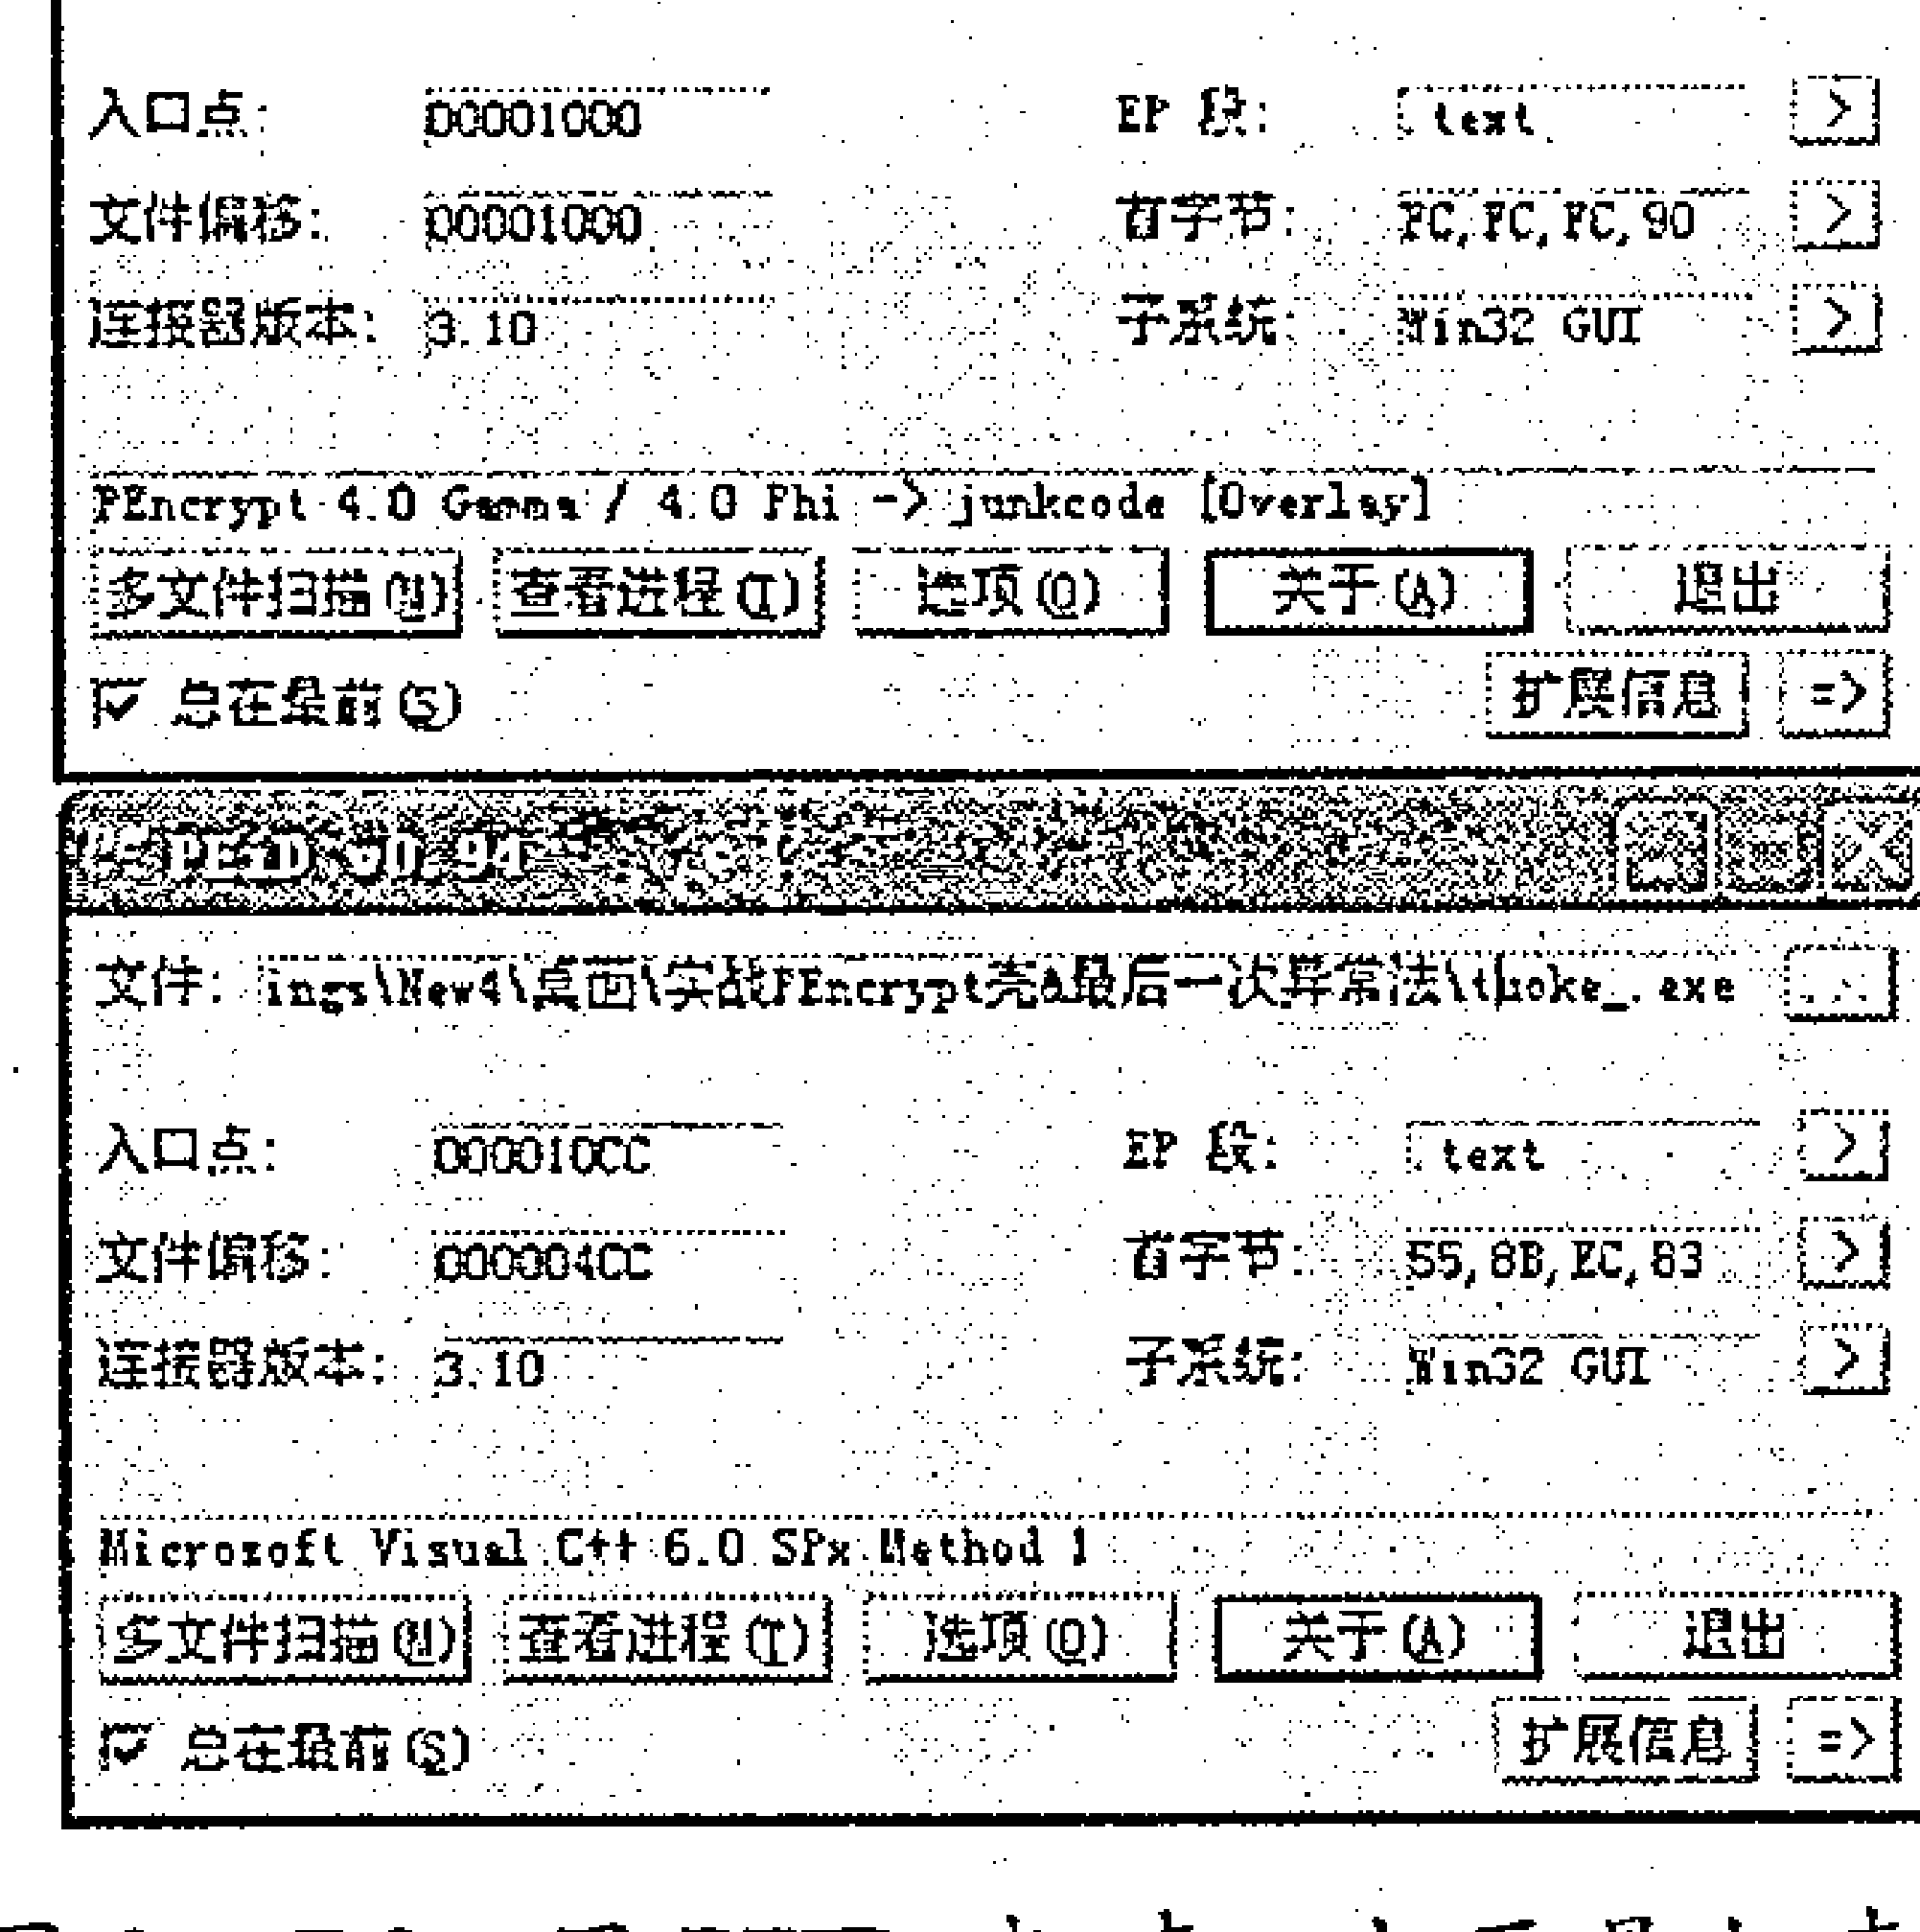 入口点: 00001000 EP 段: .text >
文件偏移: 00001000 首字节: FC,FC,FC,90 >
连接器版本: 3.10 子系统: Win32 GUI >
PEncrypt 4.0 Gamma / 4.0 Phi -> junkcode [Overlay]
多文件扫描(M) 查看进程(T) 选项(O) 关于(A) 退出
总在最前(S) 扩展信息 =>
PEiD v0.94
文件: ings\New4\桌面\实战PEncrypt壳&最后一次异常法\tuoke_.exe ...
入口点: 000010CC EP 段: .text >
文件偏移: 000004CC 首字节: 55,8B,EC,83 >
连接器版本: 3.10 子系统: Win32 GUI >
Microsoft Visual C++ 6.0 SPx Method 1
多文件扫描(M) 查看进程(T) 选项(O) 关于(A) 退出
总在最前(S) 扩展信息 =>